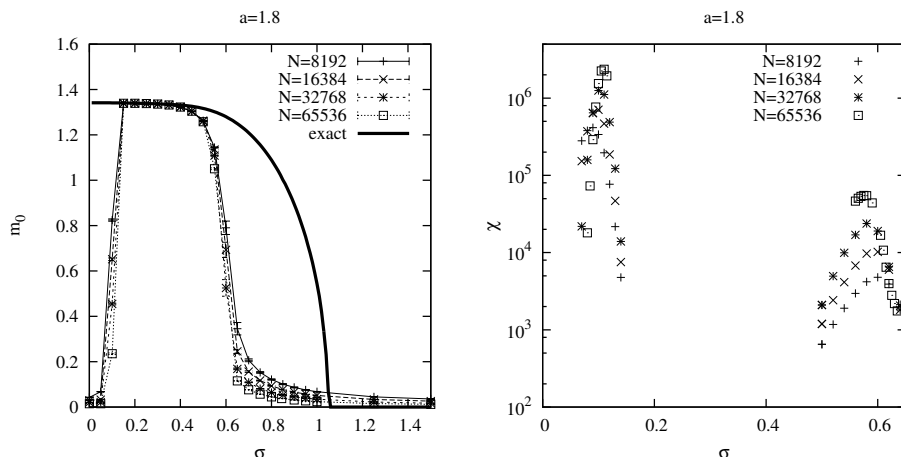 a=1.8
m0
1.6
1.4
1.2
1
0.8
0.6
0.4
0.2
0
0 0.2 0.4 0.6 0.8 1 1.2 1.4
σ
N=8192
N=16384
N=32768
N=65536
exact
a=1.8
χ
10^6
10^5
10^4
10^3
10^2
0 0.2 0.4 0.6
σ
N=8192
N=16384
N=32768
N=65536